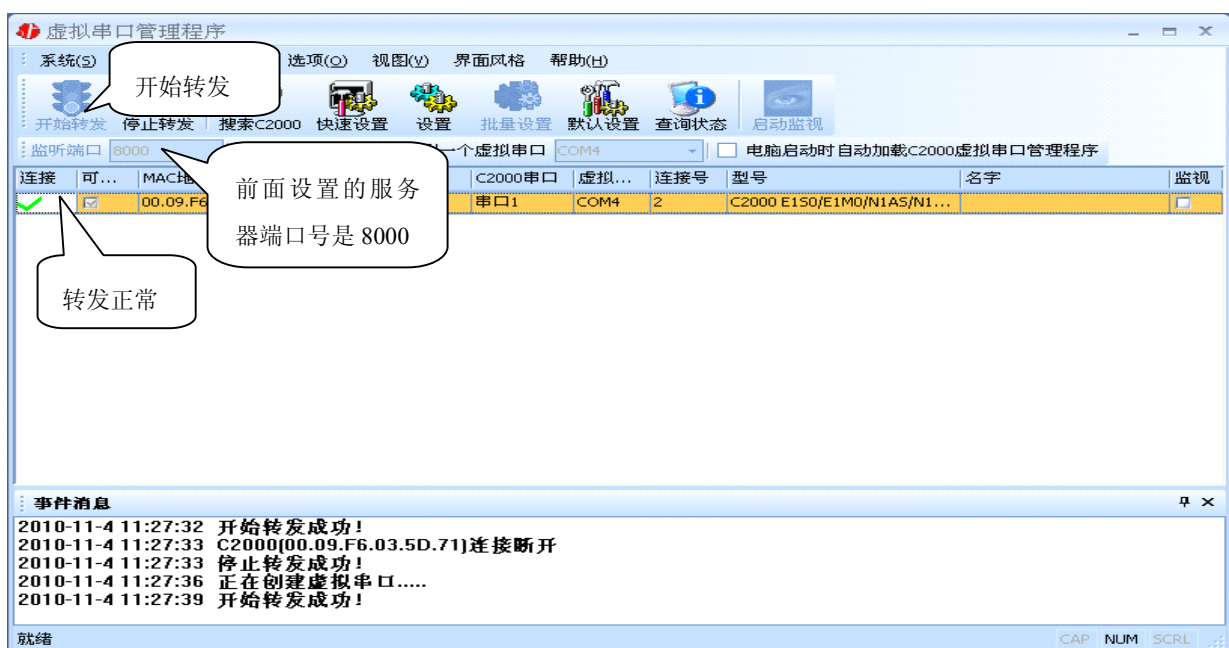 虚拟串口管理程序
系统(S) 选项(O) 视图(V) 界面风格 帮助(H)
开始转发
开始转发 停止转发 搜索C2000 快速设置 设置 批量设置 默认设置 查询状态 启动监视
监听端口 8000 一个虚拟串口 COM4 电脑启动时自动加载C2000虚拟串口管理程序
连接 可... MAC地 C2000串口 虚拟... 连接号 型号 名字 监视
00.09.F6 串口1 COM4 2 C2000 E1S0/E1M0/N1A5/N1...
前面设置的服务
器端口号是 8000
转发正常
事件消息
2010-11-4 11:27:32 开始转发成功!
2010-11-4 11:27:33 C2000(00.09.F6.03.5D.71)连接断开
2010-11-4 11:27:33 停止转发成功!
2010-11-4 11:27:36 正在创建虚拟串口.....
2010-11-4 11:27:39 开始转发成功!
就绪 CAP NUM SCRL